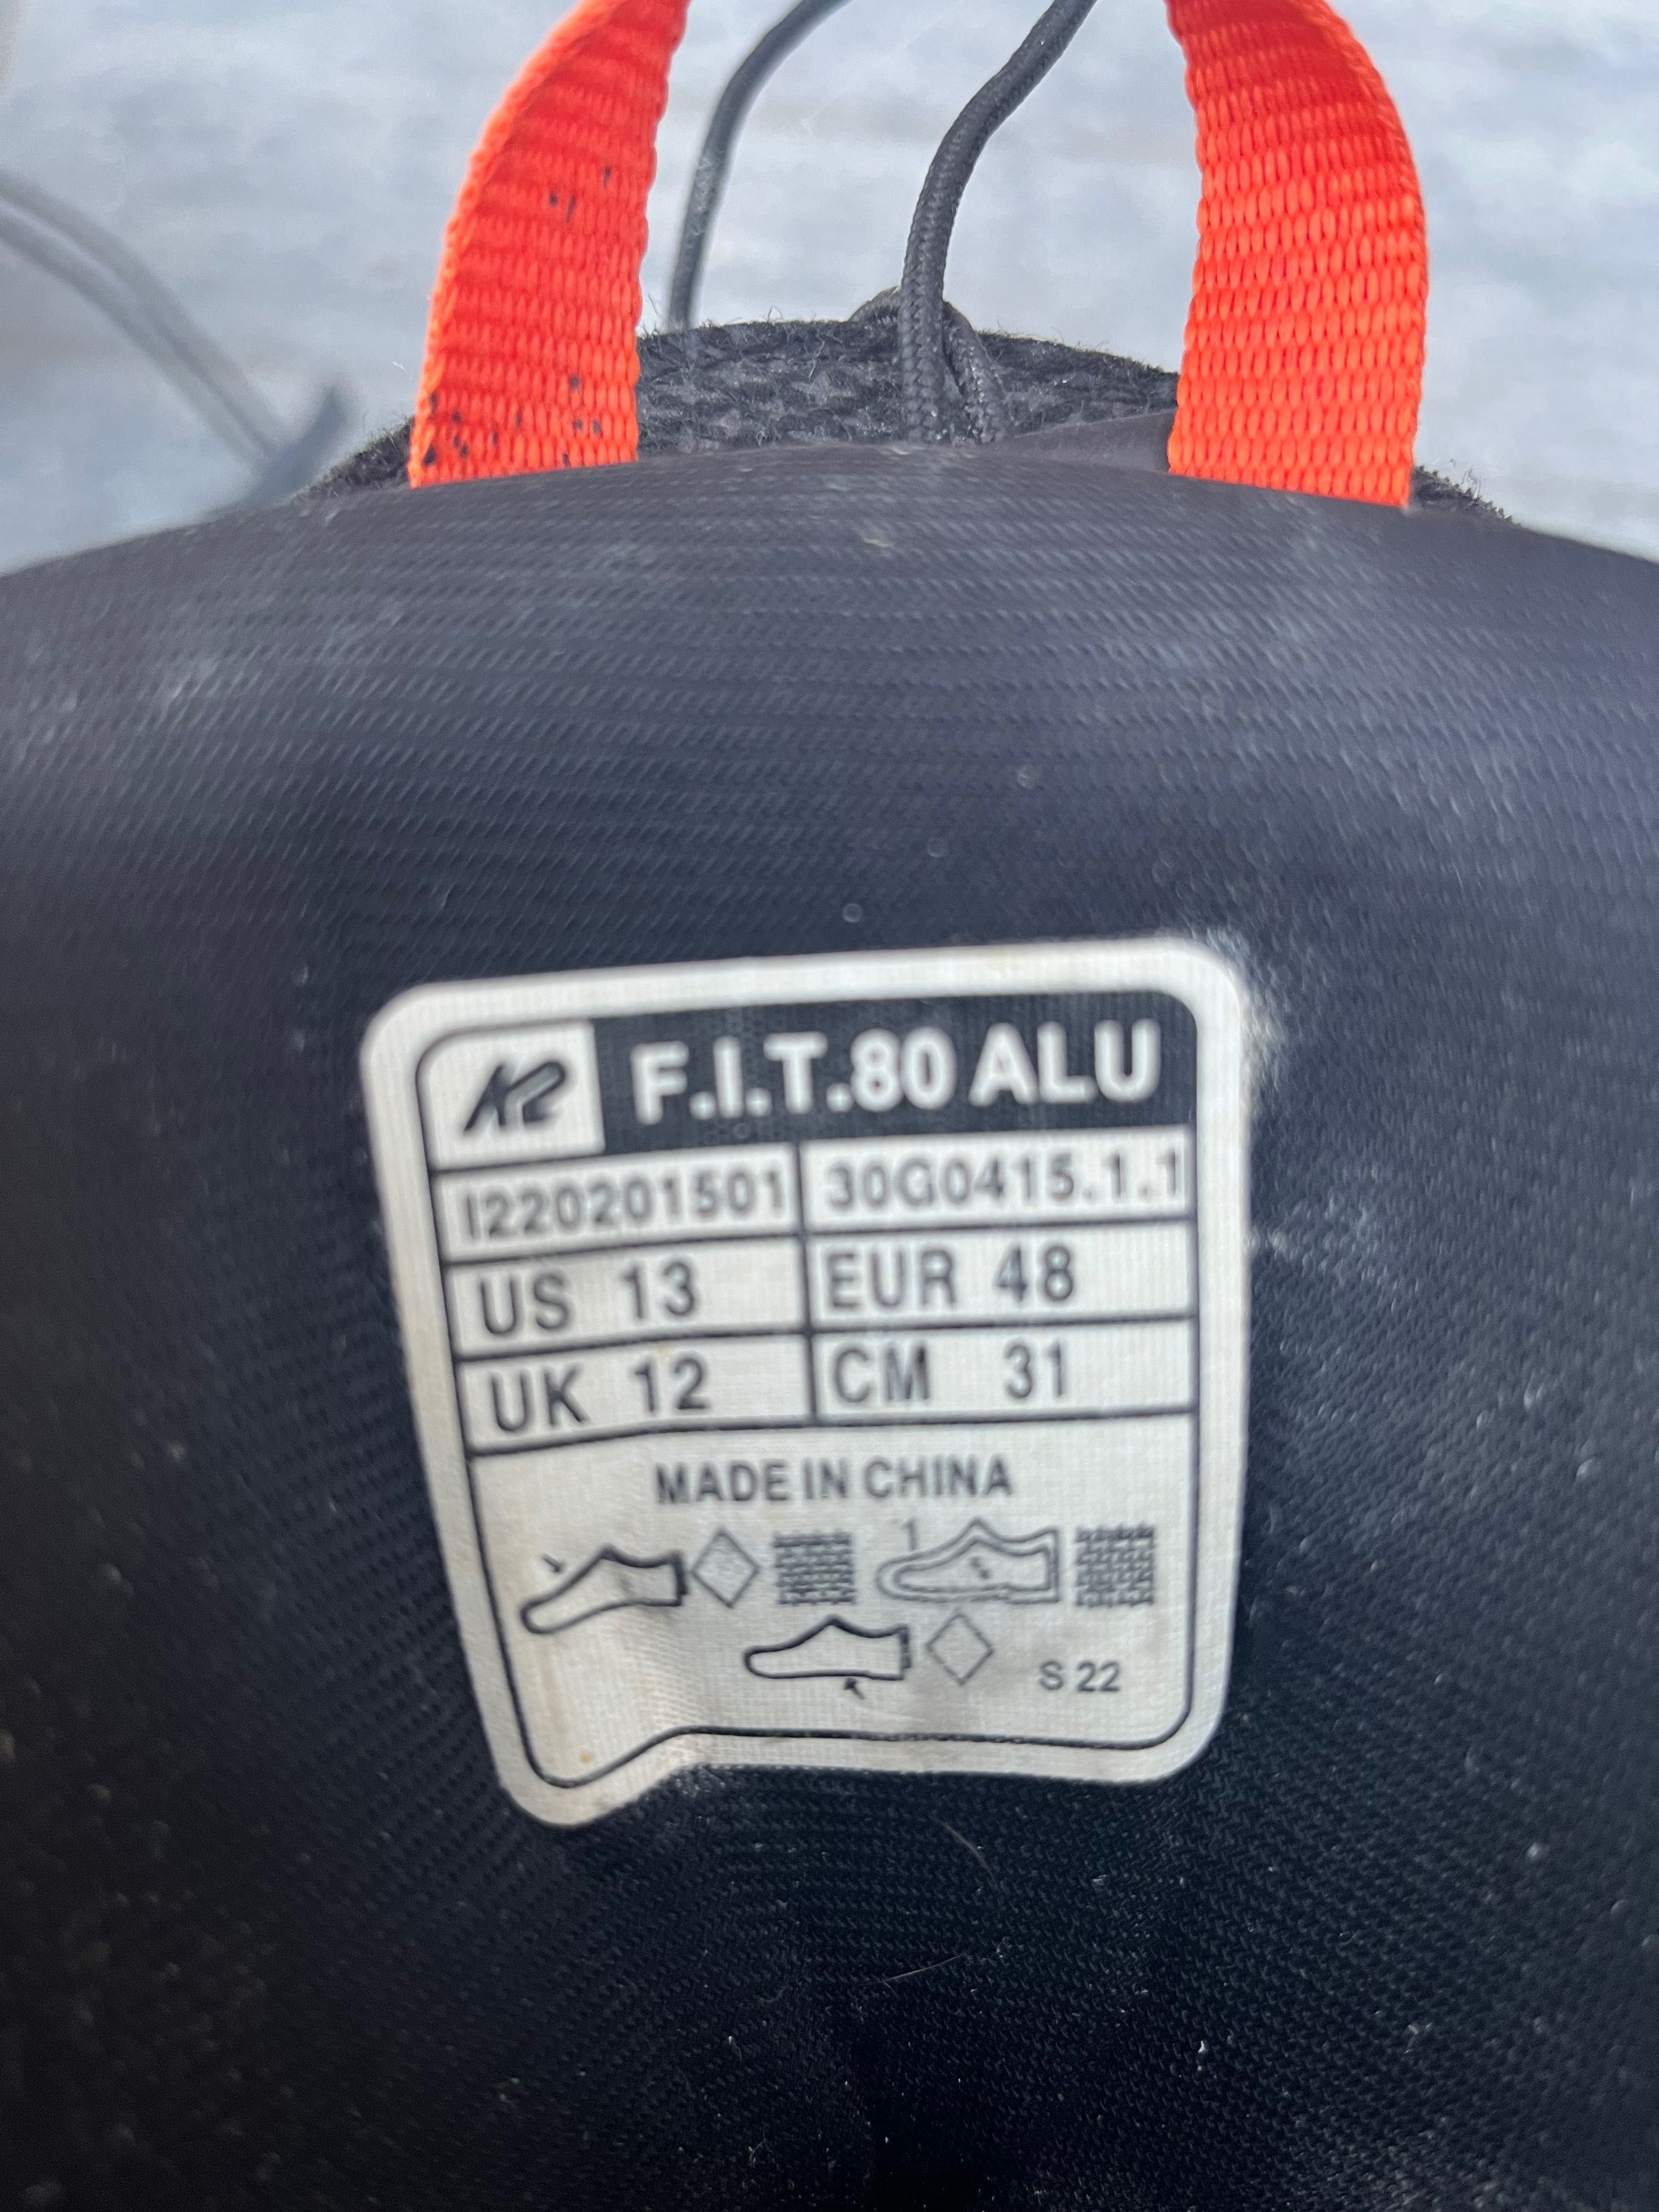 K2 F.I.T.80 ALU
I220201501 30G0415.1.1
US 13 EUR 48
UK 12 CM 31
MADE IN CHINA
S 22